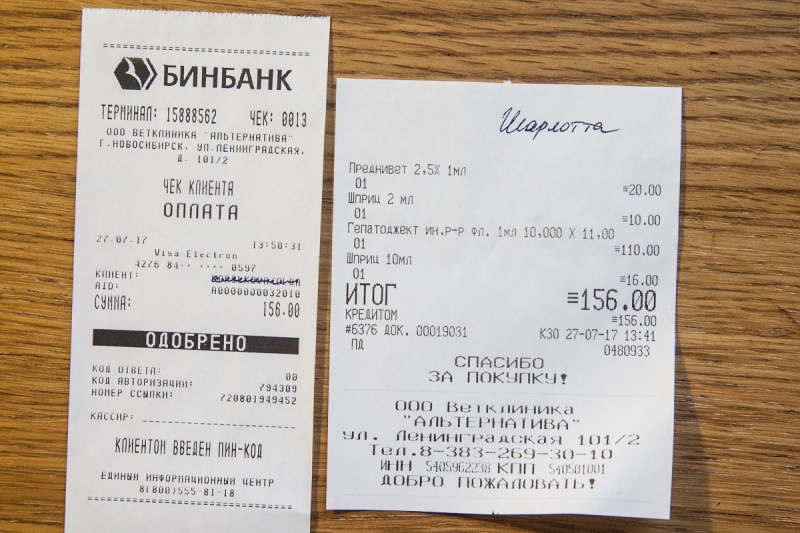 БИНБАНК
ТЕРМИНАЛ: 15888562 ЧЕК: 0013
ООО ВЕТКЛИНИКА "АЛЬТЕРНАТИВА"
Г.НОВОСИБИРСК, УЛ.ЛЕНИНГРАДСКАЯ,
Д. 101/2
ЧЕК КЛИЕНТА
ОПЛАТА
27.07.17 13:50:31
Visa Electron
4276 84·· ···· 0597
КЛИЕНТ:
AID: A0000000032010
СУММА: 156.00
ОДОБРЕНО
КОД ОТВЕТА: 00
КОД АВТОРИЗАЦИИ: 794309
НОМЕР ССЫЛКИ: 720801949452
КАССИР:
КЛИЕНТОМ ВВЕДЕН ПИН-КОД
ЕДИНЫЙ ИНФОРМАЦИОННЫЙ ЦЕНТР
8(800)555-81-18
Шарлотта
Преднивет 2,5% 1мл
01 ≡20.00
Шприц 2 мл
01 ≡10.00
Гепатоджект ин.р-р фл. 1мл 10,000 X 11,00
01 ≡110.00
Шприц 10мл
01 ≡16.00
ИТОГ ≡156.00
КРЕДИТОМ ≡156.00
#6376 ДОК. 00019031 К30 27-07-17 13:41
ПД 0480933
СПАСИБО
ЗА ПОКУПКУ!
ООО Ветклиника
"АЛЬТЕРНАТИВА"
ул. Ленинградская 101/2
Тел.8-383-269-30-10
ИНН 5405962238 КПП 540501001
ДОБРО ПОЖАЛОВАТЬ!